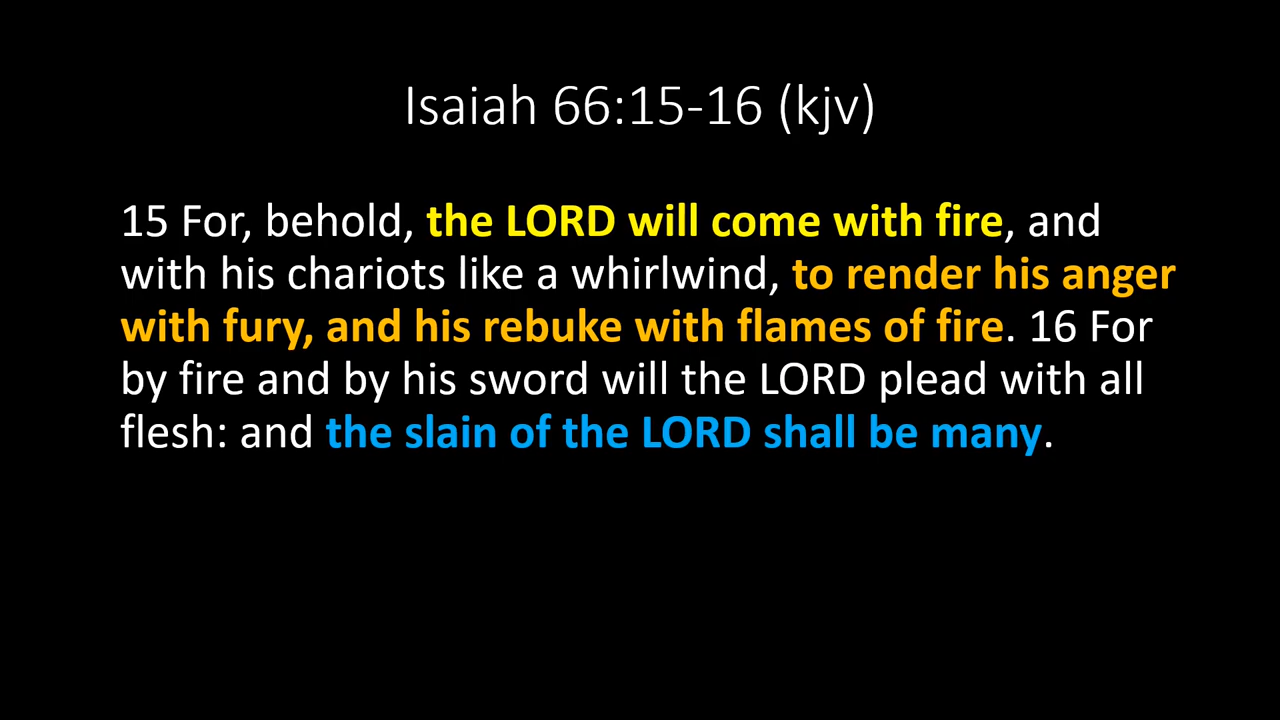 Isaiah 66:15-16 (kjv)
15 For, behold, the LORD will come with fire, and
with his chariots like a whirlwind, to render his anger
with fury, and his rebuke with flames of fire. 16 For
by fire and by his sword will the LORD plead with all
flesh: and the slain of the LORD shall be many.